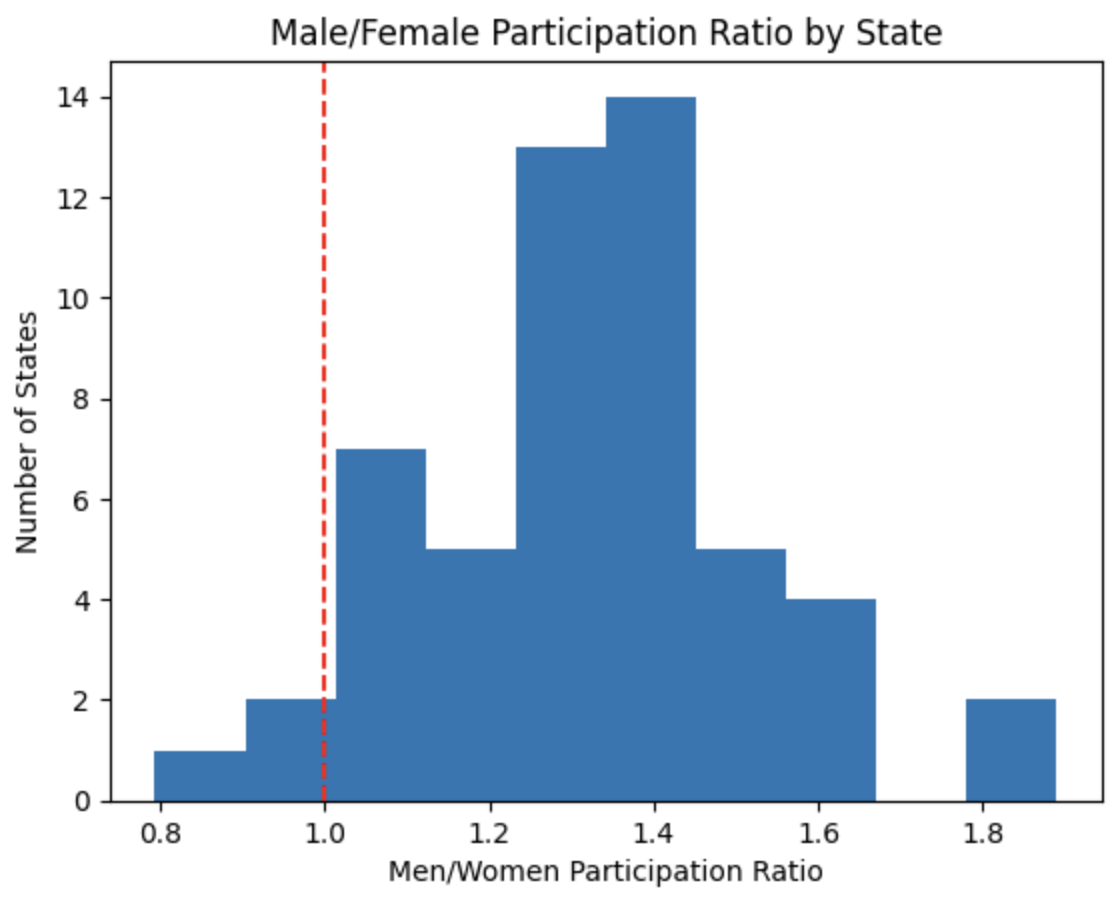 Male/Female Participation Ratio by State
14
12
10
8
6
4
2
0
Number of States
0.8 1.0 1.2 1.4 1.6 1.8
Men/Women Participation Ratio